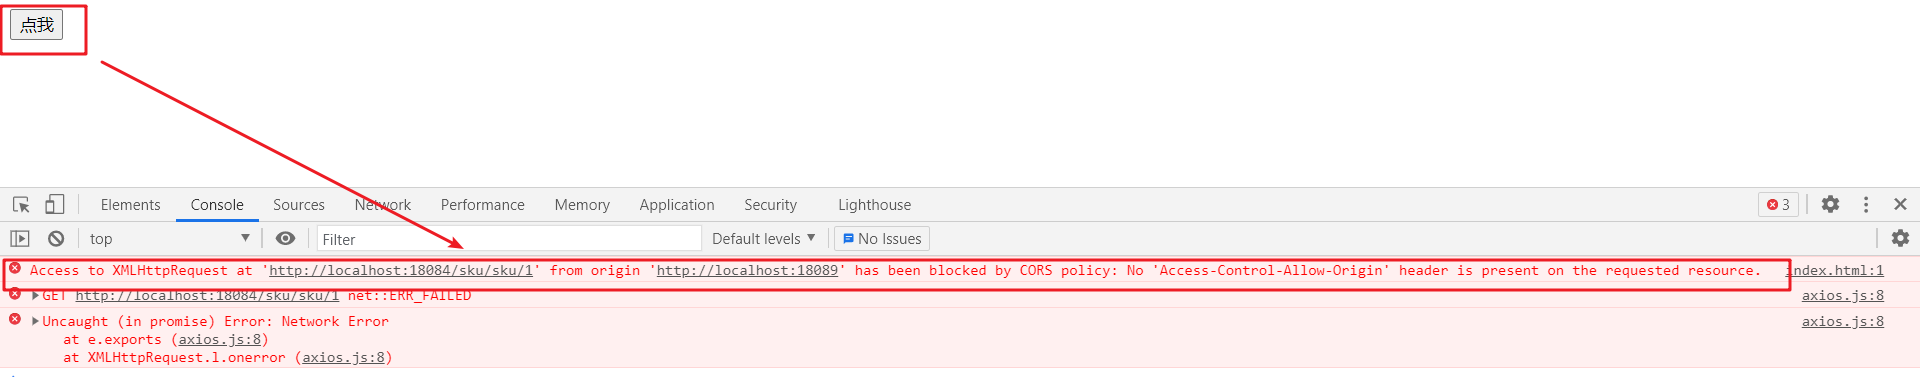 点我
Elements Console Sources Network Performance Memory Application Security Lighthouse 3
top Filter Default levels No Issues
Access to XMLHttpRequest at 'http://localhost:18084/sku/sku/1' from origin 'http://localhost:18089' has been blocked by CORS policy: No 'Access-Control-Allow-Origin' header is present on the requested resource. index.html:1
GET http://localhost:18084/sku/sku/1 net::ERR_FAILED axios.js:8
Uncaught (in promise) Error: Network Error axios.js:8
at e.exports (axios.js:8)
at XMLHttpRequest.l.onerror (axios.js:8)